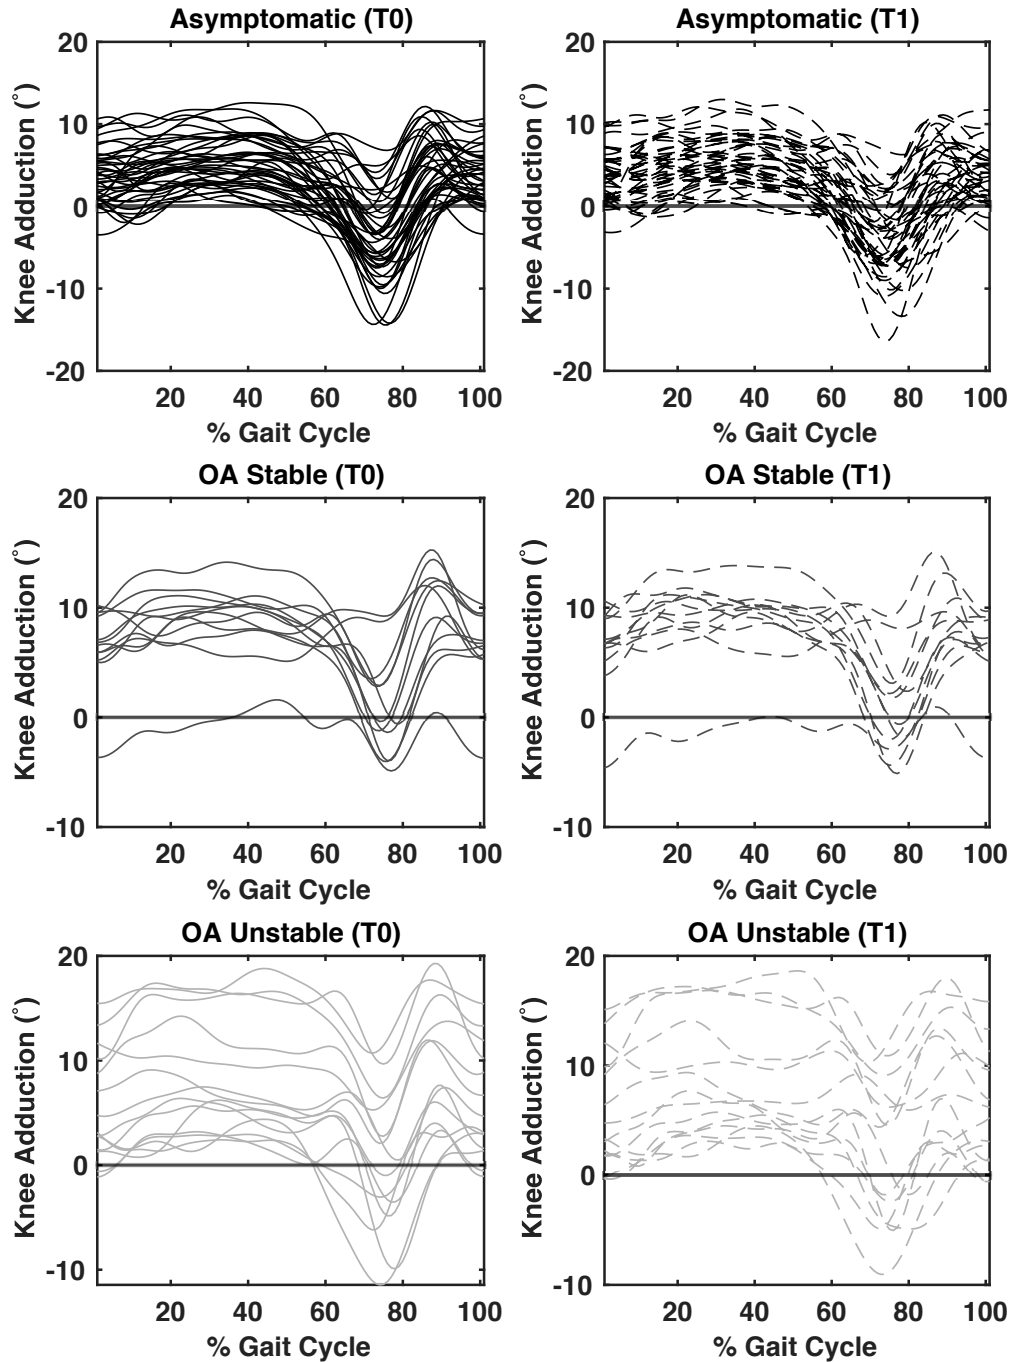 Asymptomatic (T0)
20
10
0
-10
-20
Knee Adduction (°)
20 40 60 80 100
% Gait Cycle
Asymptomatic (T1)
20
10
0
-10
-20
Knee Adduction (°)
20 40 60 80 100
% Gait Cycle
OA Stable (T0)
20
10
0
-10
Knee Adduction (°)
20 40 60 80 100
% Gait Cycle
OA Stable (T1)
20
10
0
-10
Knee Adduction (°)
20 40 60 80 100
% Gait Cycle
OA Unstable (T0)
20
10
0
-10
Knee Adduction (°)
20 40 60 80 100
% Gait Cycle
OA Unstable (T1)
20
10
0
-10
Knee Adduction (°)
20 40 60 80 100
% Gait Cycle